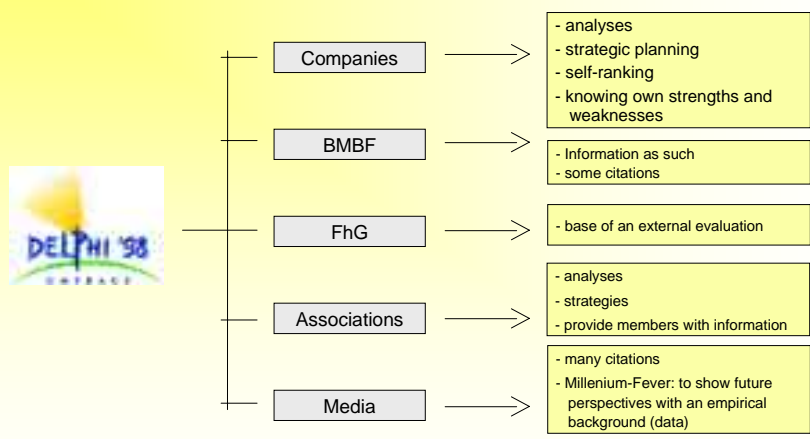 DELPHI '98
UMFRAGE
Companies
- analyses
- strategic planning
- self-ranking
- knowing own strengths and
weaknesses
BMBF
- Information as such
- some citations
FhG
- base of an external evaluation
Associations
- analyses
- strategies
- provide members with information
Media
- many citations
- Millenium-Fever: to show future
perspectives with an empirical
background (data)